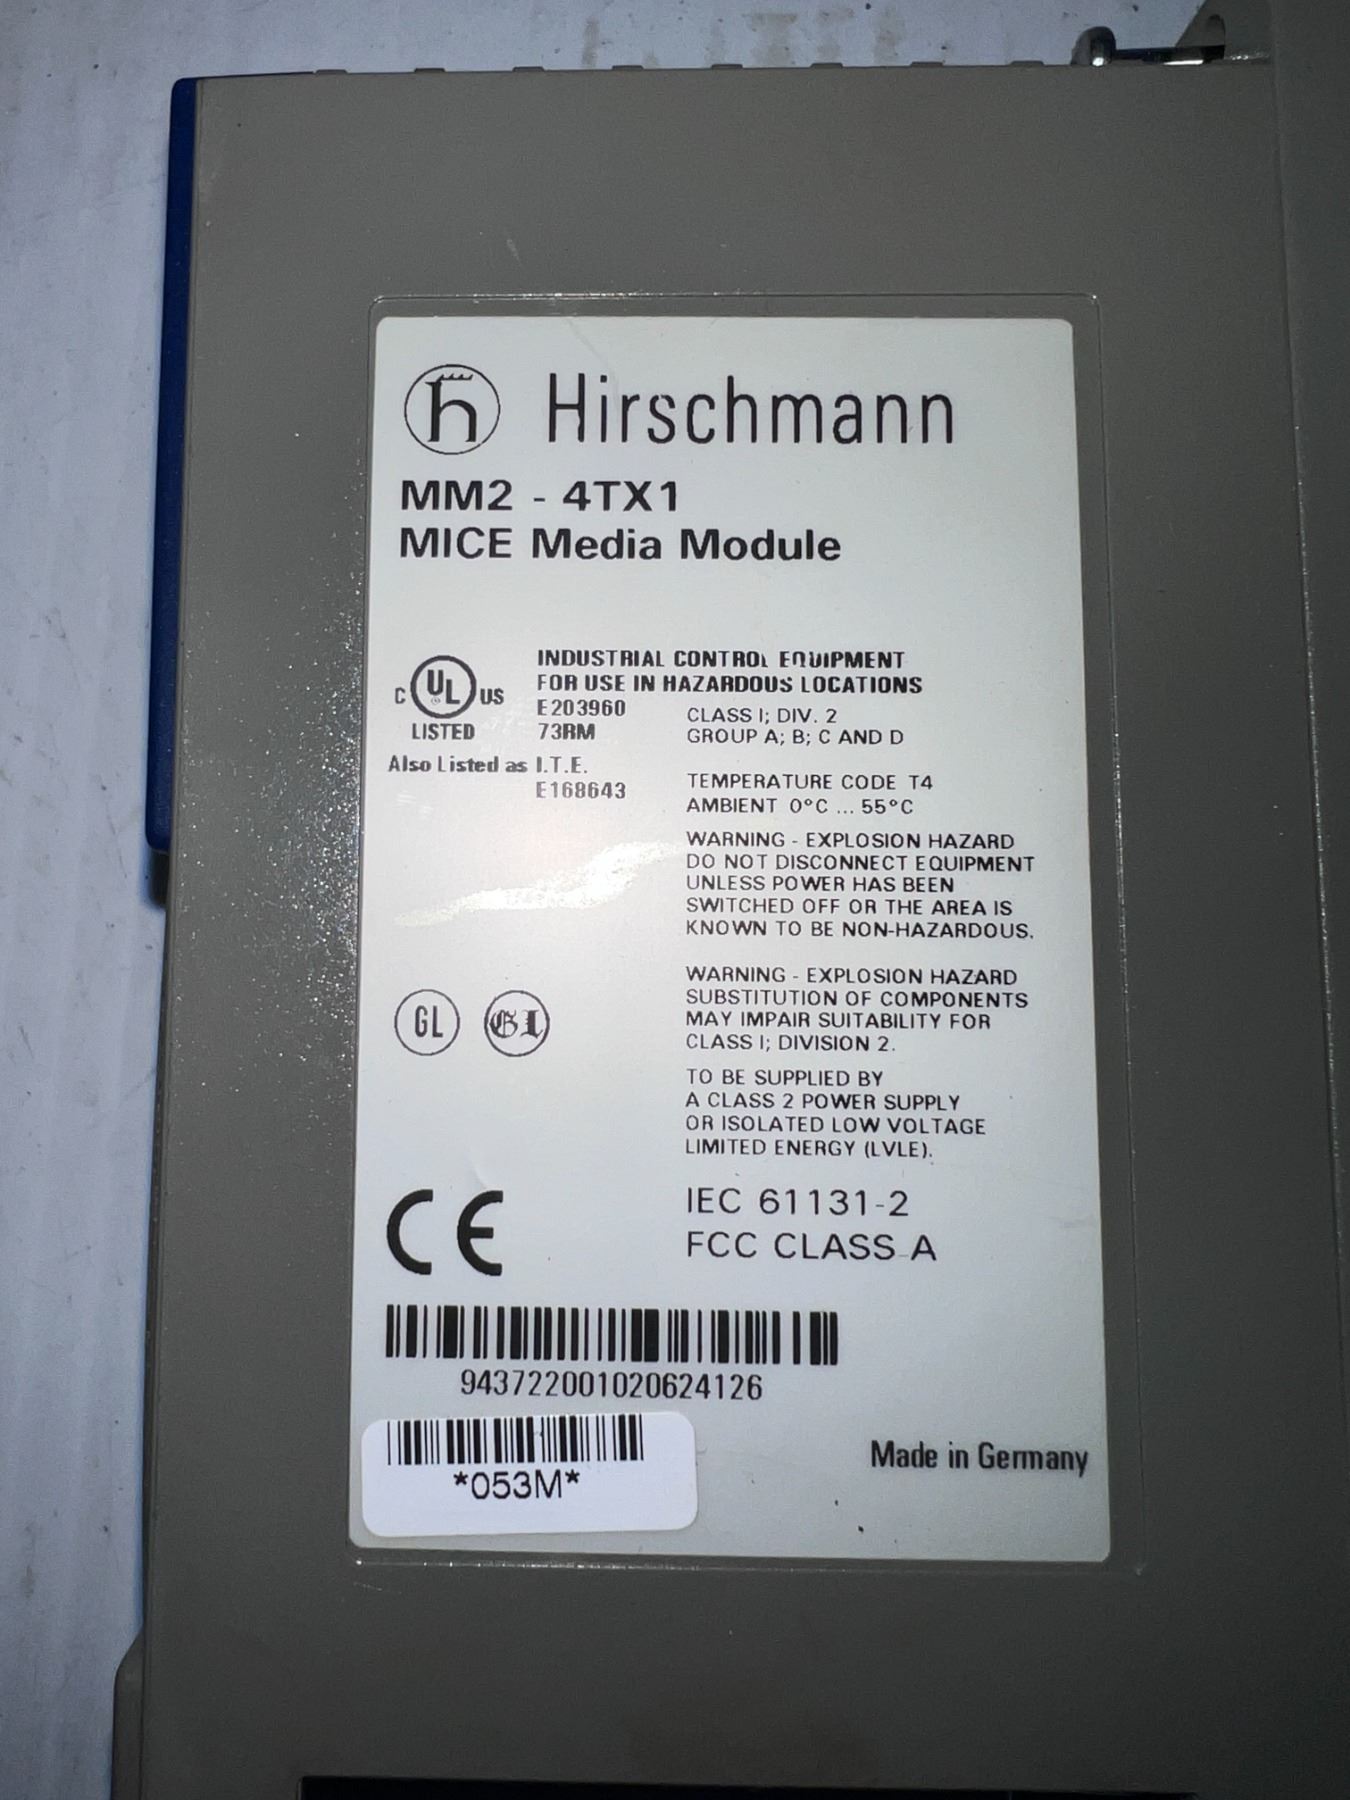 h Hirschmann
MM2 - 4TX1
MICE Media Module
INDUSTRIAL CONTROL EQUIPMENT
FOR USE IN HAZARDOUS LOCATIONS
C UL US
LISTED
E203960
73RM
CLASS I; DIV. 2
GROUP A; B; C AND D
Also Listed as I.T.E.
E168643
TEMPERATURE CODE T4
AMBIENT 0°C ... 55°C
WARNING - EXPLOSION HAZARD
DO NOT DISCONNECT EQUIPMENT
UNLESS POWER HAS BEEN
SWITCHED OFF OR THE AREA IS
KNOWN TO BE NON-HAZARDOUS.
WARNING - EXPLOSION HAZARD
SUBSTITUTION OF COMPONENTS
MAY IMPAIR SUITABILITY FOR
CLASS I; DIVISION 2.
GL GL
TO BE SUPPLIED BY
A CLASS 2 POWER SUPPLY
OR ISOLATED LOW VOLTAGE
LIMITED ENERGY (LVLE).
CE
IEC 61131-2
FCC CLASS A
943722001020624126
*053M*
Made in Germany